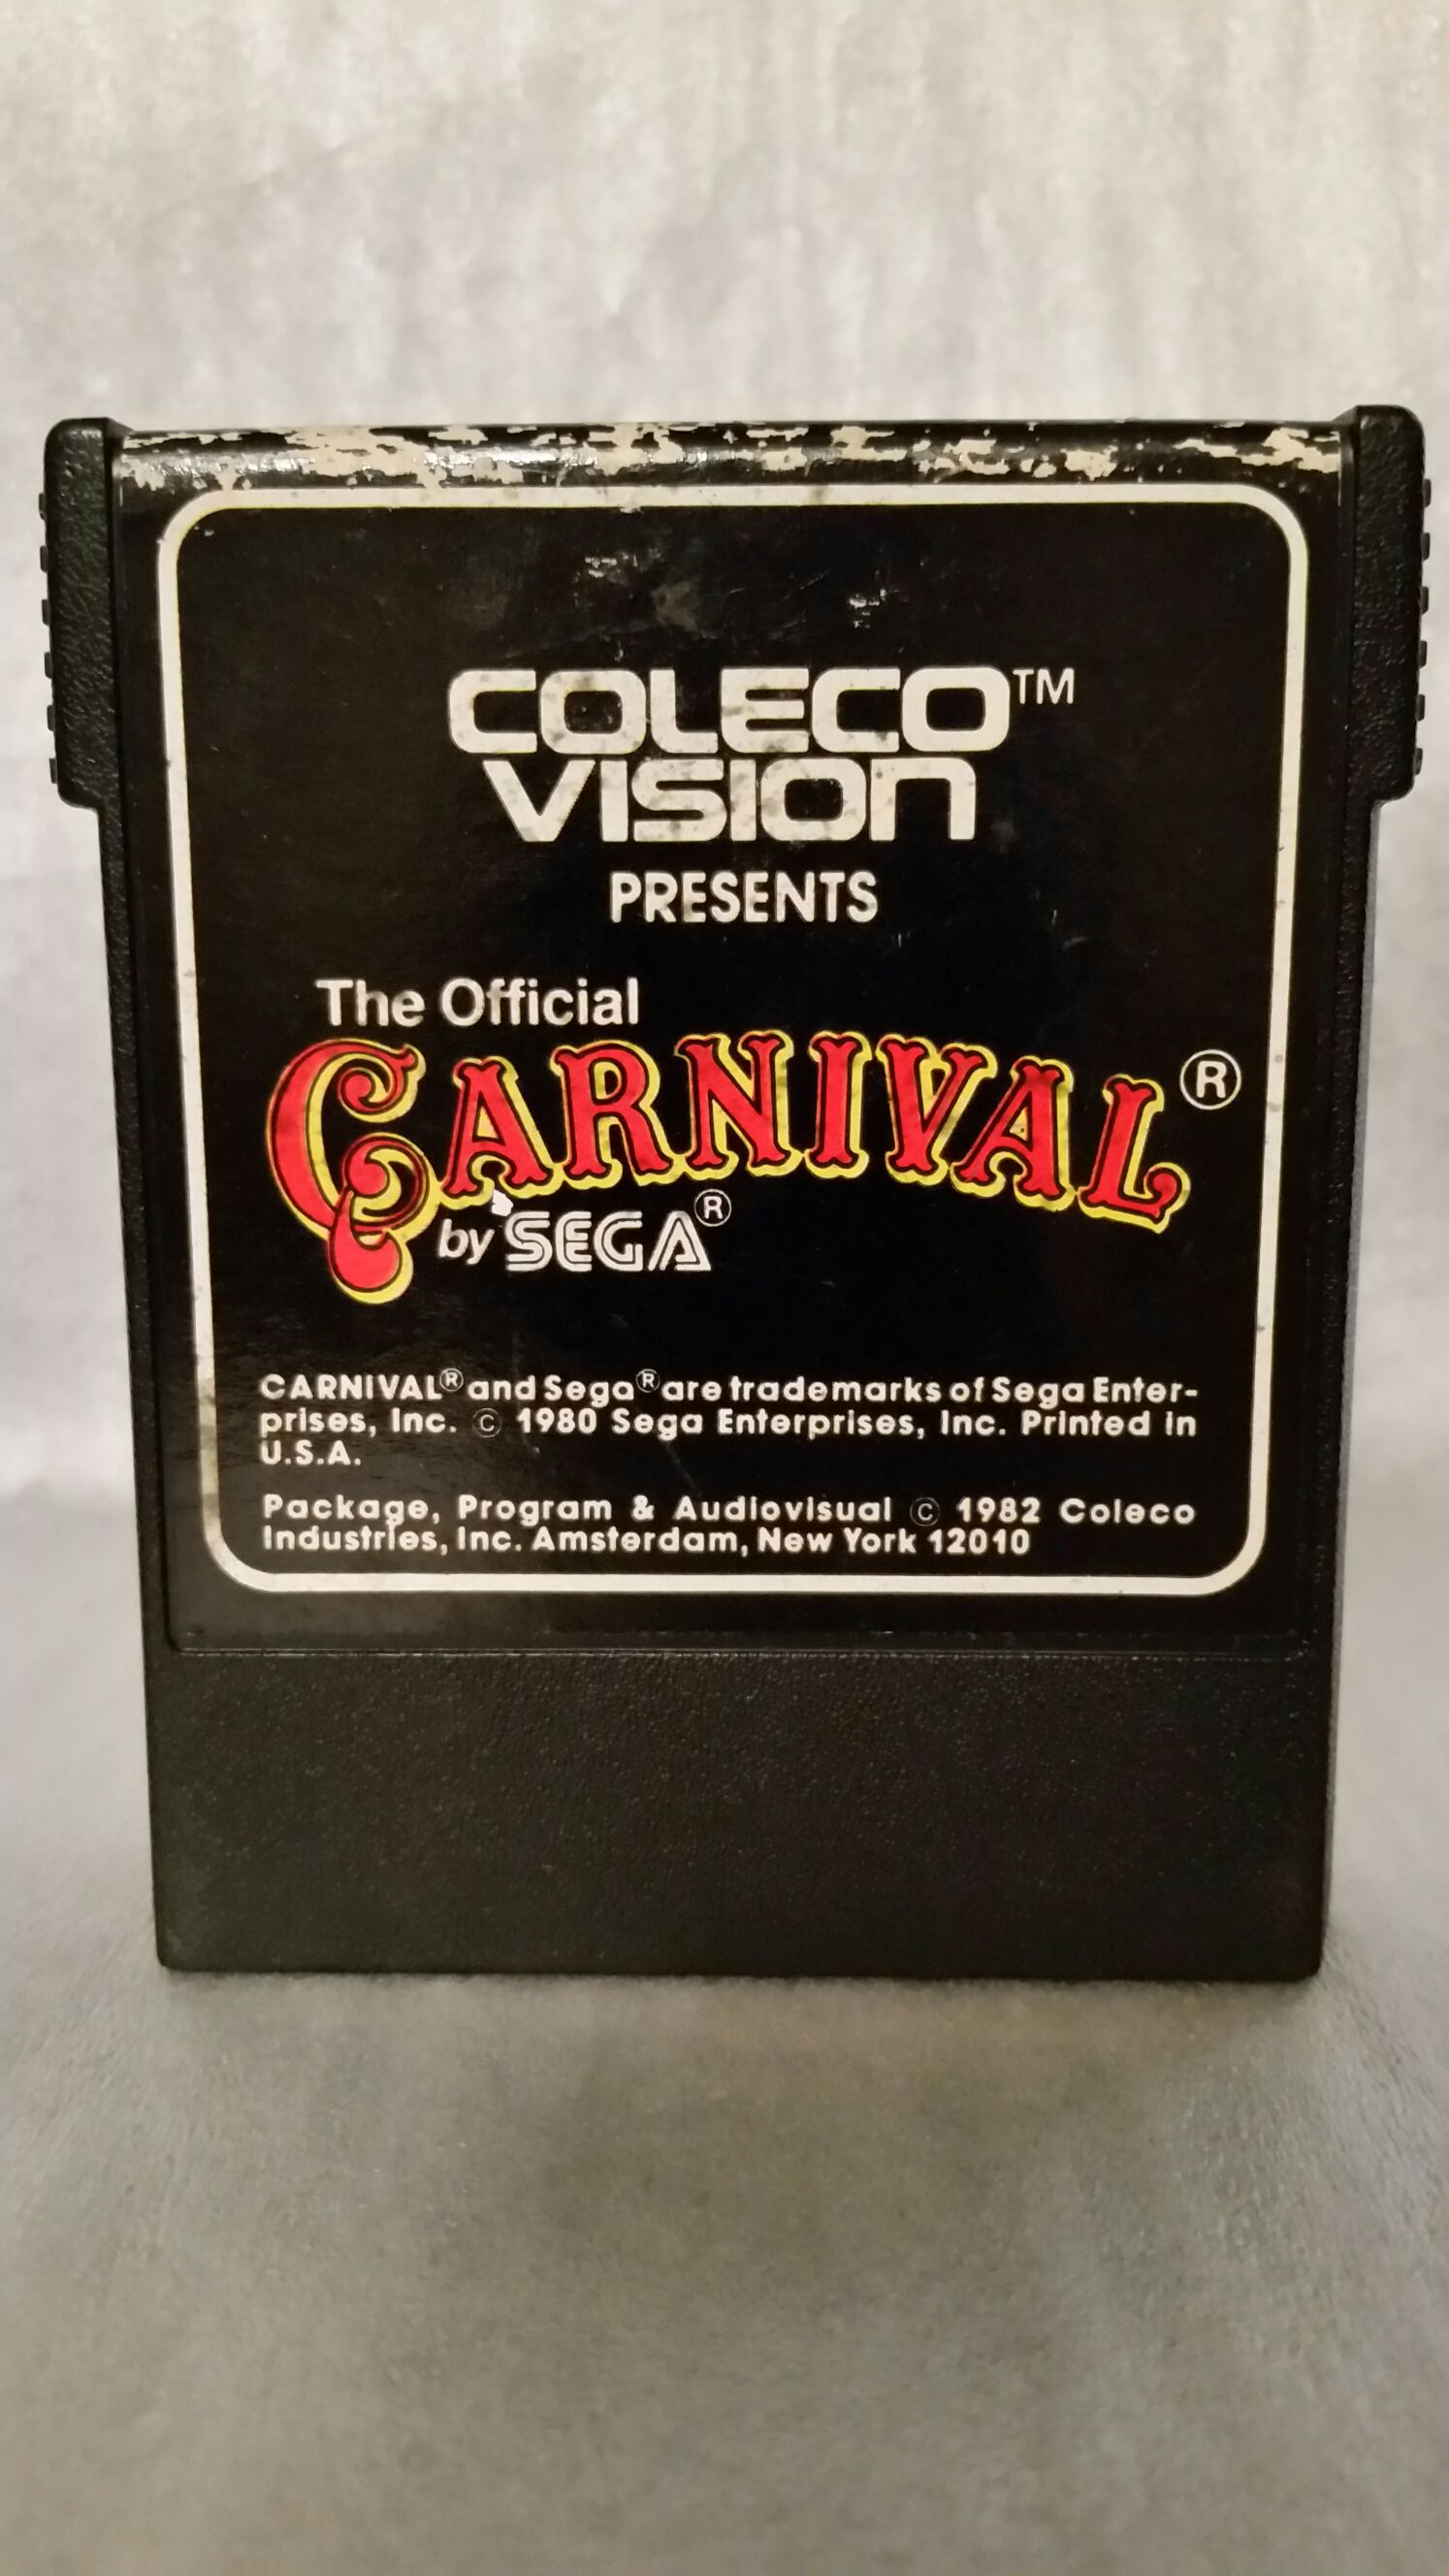 COLECO™
VISION
PRESENTS
The Official
CARNIVAL®
by SEGA®
CARNIVAL® and Sega® are trademarks of Sega Enter-
prises, Inc. © 1980 Sega Enterprises, Inc. Printed in
U.S.A.
Package, Program & Audiovisual © 1982 Coleco
Industries, Inc. Amsterdam, New York 12010